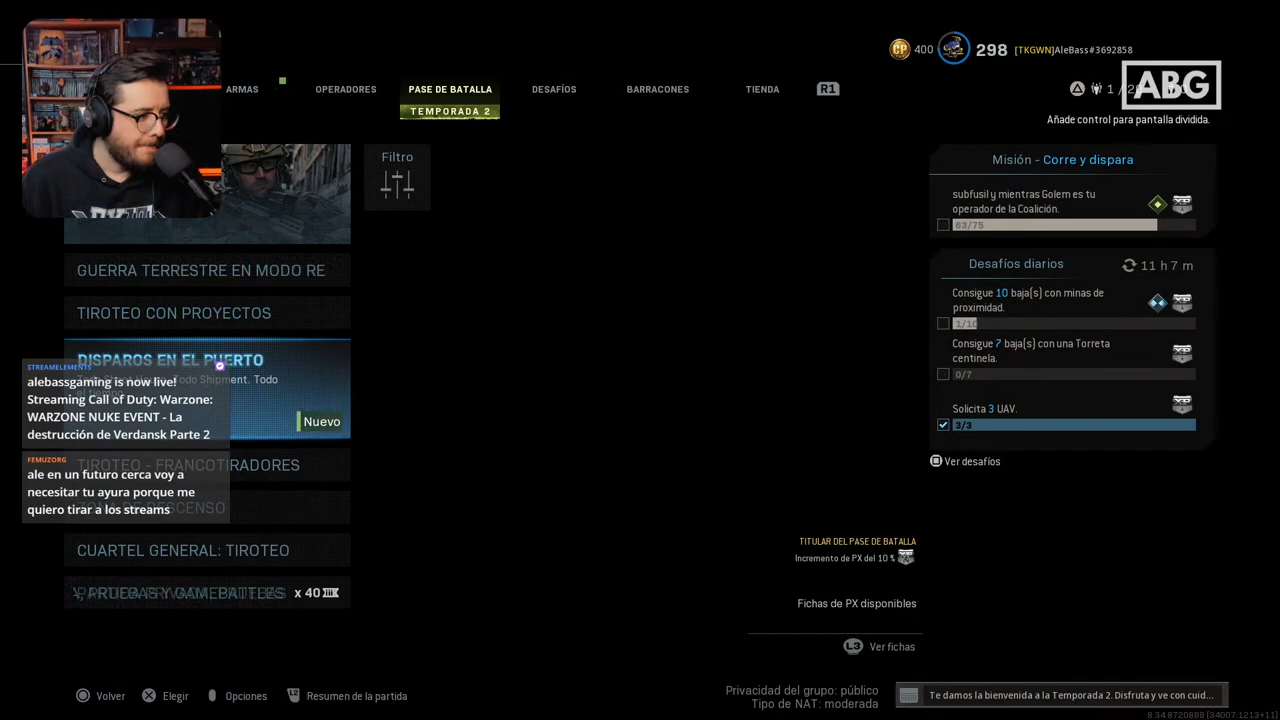 400
298
[TKGWN]AleBass#3692858
ARMAS
OPERADORES
PASE DE BATALLA
DESAFÍOS
BARRACONES
TIENDA
R1
TEMPORADA 2
ABG
Añade control para pantalla dividida.
Filtro
Misión - Corre y dispara
subfusil y mientras Golem es tu
operador de la Coalición.
63/75
GUERRA TERRESTRE EN MODO RE
TIROTEO CON PROYECTOS
DISPAROS EN EL PUERTO
Todo Shipment. Todo
Nuevo
TIROTEO - FRANCOTIRADORES
CUARTEL GENERAL: TIROTEO
x 40
STREAMELEMENTS
alebassgaming is now live!
Streaming Call of Duty: Warzone:
WARZONE NUKE EVENT - La
destrucción de Verdansk Parte 2
FEMUZORG
ale en un futuro cerca voy a
necesitar tu ayura porque me
quiero tirar a los streams
Desafíos diarios
11 h 7 m
Consigue 10 baja(s) con minas de
proximidad.
1/10
Consigue 7 baja(s) con una Torreta
centinela.
0/7
Solicita 3 UAV.
3/3
Ver desafíos
TITULAR DEL PASE DE BATALLA
Incremento de PX del 10 %
Fichas de PX disponibles
L3 Ver fichas
Volver
Elegir
Opciones
L2 Resumen de la partida
Privacidad del grupo: público
Tipo de NAT: moderada
Te damos la bienvenida a la Temporada 2. Disfruta y ve con cuid...